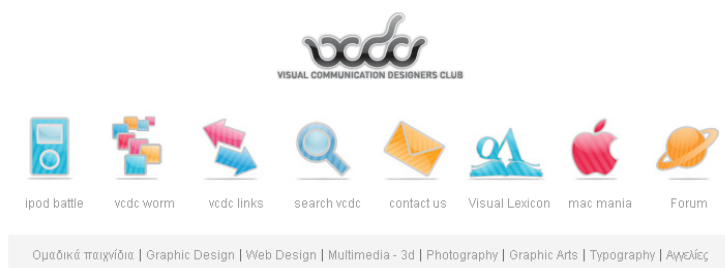 vcdc
VISUAL COMMUNICATION DESIGNERS CLUB
ipod battle vcdc worm vcdc links search vcdc contact us Visual Lexicon mac mania Forum
Ομαδικά παιχνίδια | Graphic Design | Web Design | Multimedia - 3d | Photography | Graphic Arts | Typography | Αγγελίες